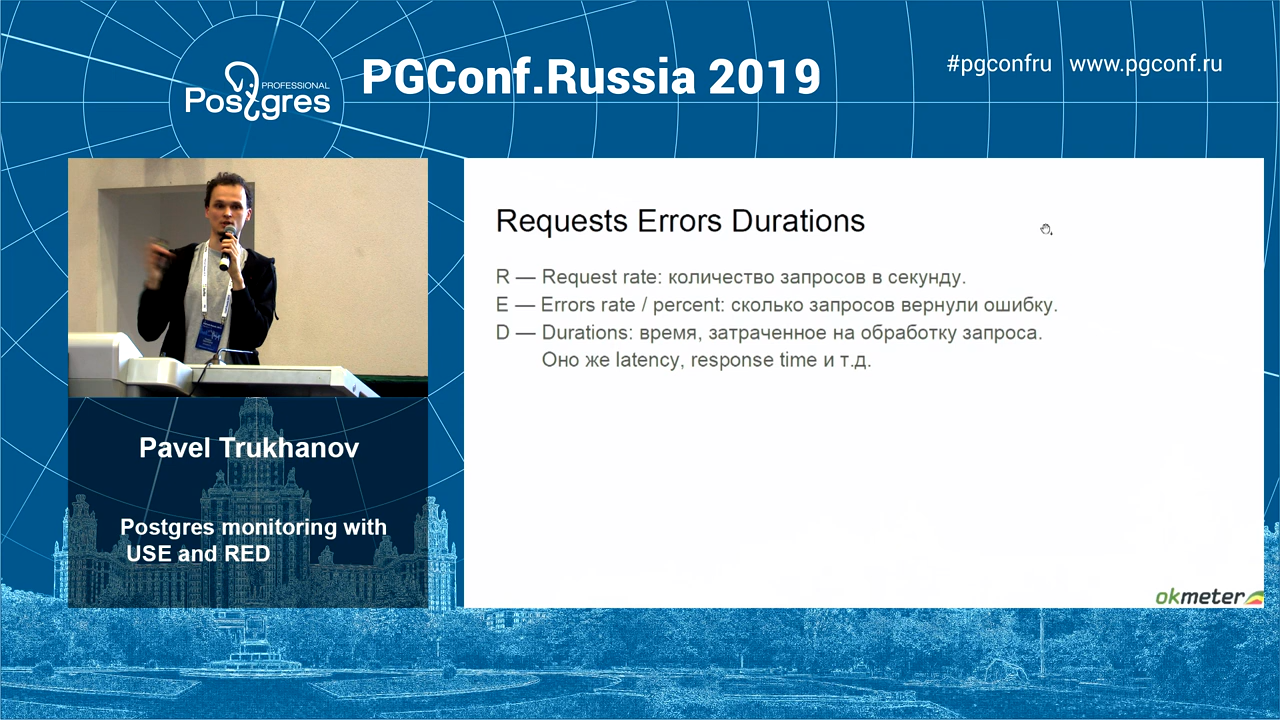 PROFESSIONAL
Postgres
PGConf.Russia 2019
#pgconfru www.pgconf.ru
Requests Errors Durations
R — Request rate: количество запросов в секунду.
E — Errors rate / percent: сколько запросов вернули ошибку.
D — Durations: время, затраченное на обработку запроса.
Оно же latency, response time и т.д.
Pavel Trukhanov
Postgres monitoring with
USE and RED
okmeter